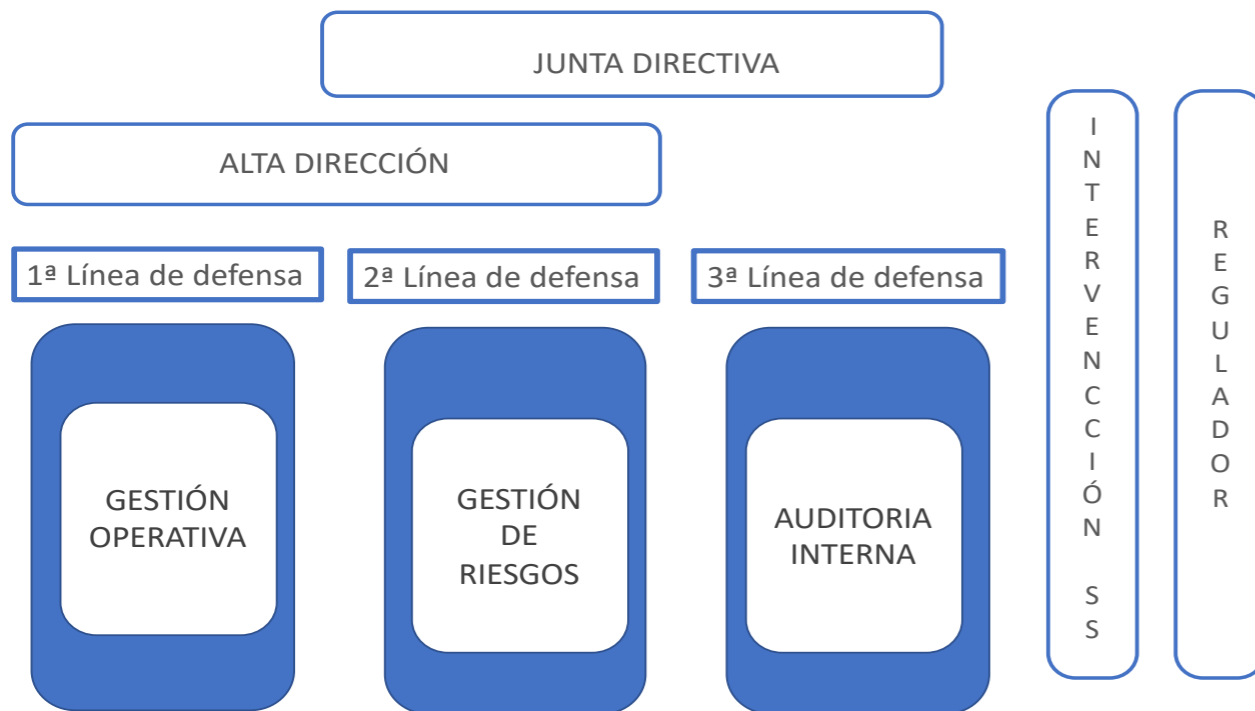 JUNTA DIRECTIVA
ALTA DIRECCIÓN
1ª Línea de defensa
2ª Línea de defensa
3ª Línea de defensa
GESTIÓN
OPERATIVA
GESTIÓN
DE
RIESGOS
AUDITORIA
INTERNA
INTERVENCCIÓN SS
REGULADOR